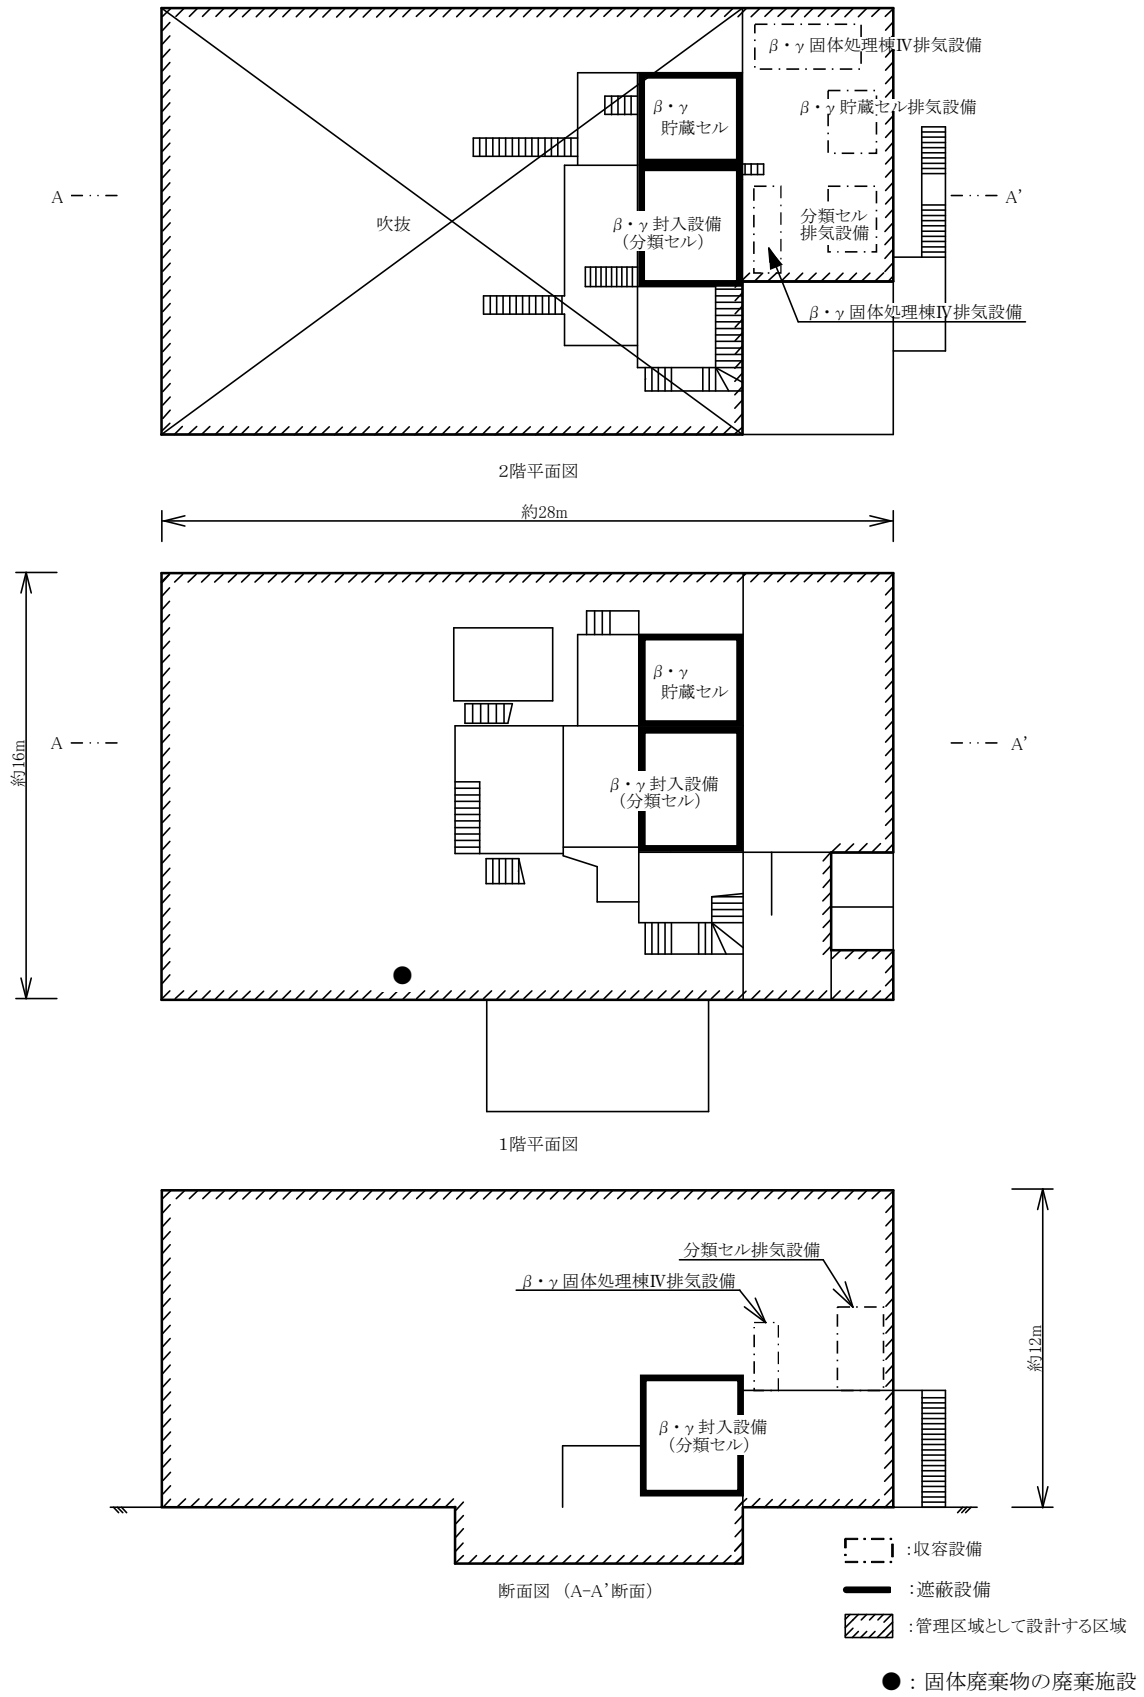 β・γ 固体処理棟Ⅳ排気設備
β・γ
貯蔵セル
β・γ 貯蔵セル排気設備
A
A’
吹抜
β・γ 封入設備
（分類セル）
分類セル
排気設備
β・γ 固体処理棟Ⅳ排気設備
2階平面図
約28m
約16m
β・γ
貯蔵セル
A
A’
β・γ 封入設備
（分類セル）
1階平面図
分類セル排気設備
β・γ 固体処理棟Ⅳ排気設備
約12m
β・γ 封入設備
（分類セル）
断面図 （A-A’断面）
:収容設備
:遮蔽設備
:管理区域として設計する区域
● : 固体廃棄物の廃棄施設